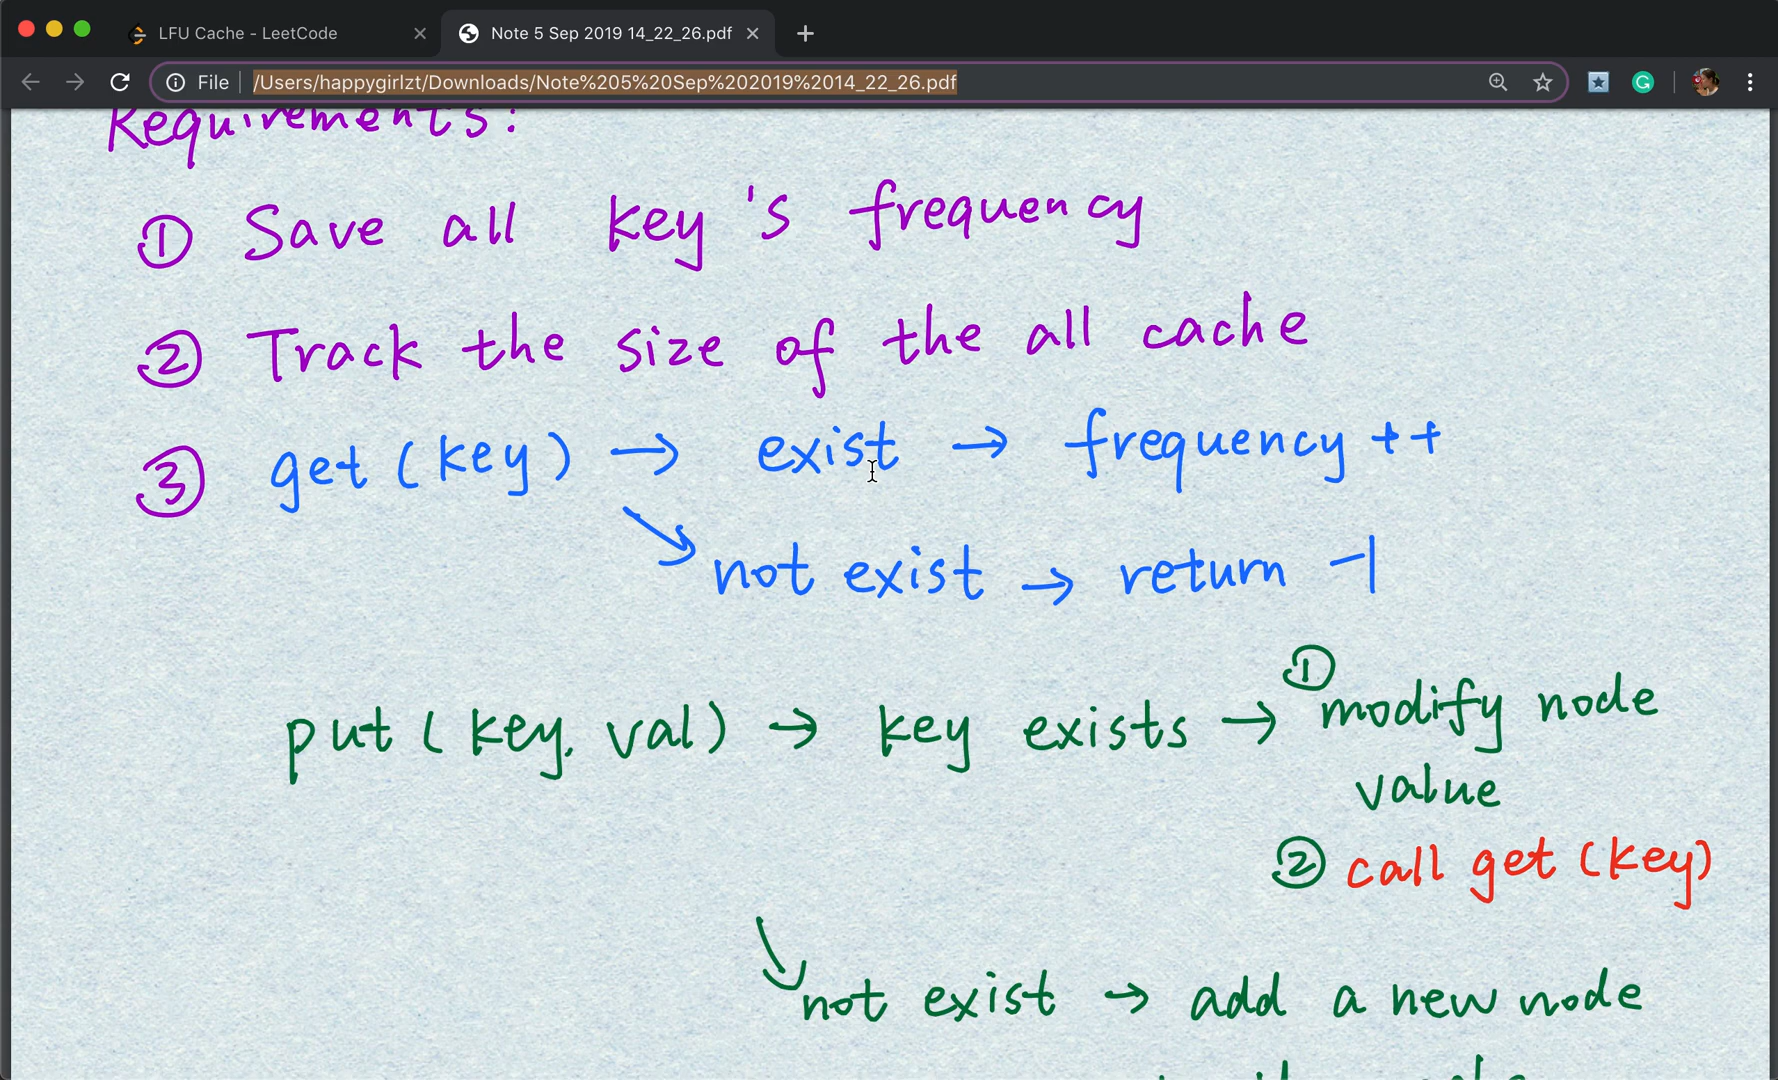 LFU Cache - LeetCode
Note 5 Sep 2019 14_22_26.pdf
File /Users/happygirlzt/Downloads/Note%205%20Sep%202019%2014_22_26.pdf
Requirements:
① Save all key's frequency
② Track the size of the all cache
③ get (key) → exist → frequency ++
not exist → return -1
put (key, val) → key exists → ① modify node
value
② call get (key)
not exist → add a new node